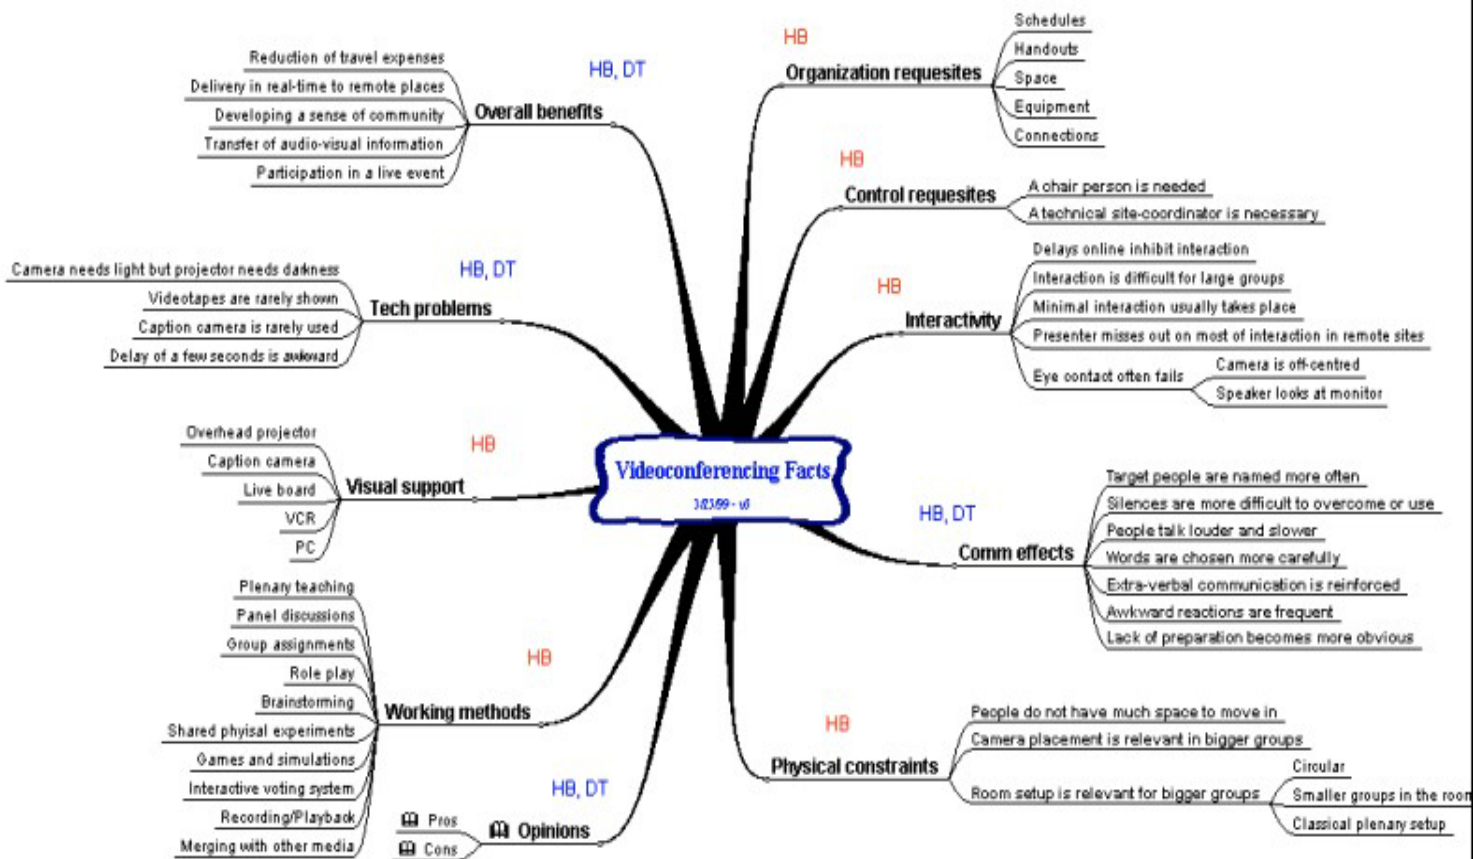 Videoconferencing Facts
HB
Organization requesites
Schedules
Handouts
Space
Equipment
Connections
HB
Control requesites
A chair person is needed
A technical site-coordinator is necessary
HB
Interactivity
Delays online inhibit interaction
Interaction is difficult for large groups
Minimal interaction usually takes place
Presenter misses out on most of interaction in remote sites
Eye contact often fails
Camera is off-centred
Speaker looks at monitor
HB, DT
Comm effects
Target people are named more often
Silences are more difficult to overcome or use
People talk louder and slower
Words are chosen more carefully
Extra-verbal communication is reinforced
Awkward reactions are frequent
Lack of preparation becomes more obvious
HB
Physical constraints
People do not have much space to move in
Camera placement is relevant in bigger groups
Room setup is relevant for bigger groups
Circular
Smaller groups in the room
Classical plenary setup
HB, DT
Overall benefits
Reduction of travel expenses
Delivery in real-time to remote places
Developing a sense of community
Transfer of audio-visual information
Participation in a live event
HB, DT
Tech problems
Camera needs light but projector needs darkness
Videotapes are rarely shown
Caption camera is rarely used
Delay of a few seconds is awkward
HB
Visual support
Overhead projector
Caption camera
Live board
VCR
PC
HB
Working methods
Plenary teaching
Panel discussions
Group assignments
Role play
Brainstorming
Shared phyisal experiments
Games and simulations
Interactive voting system
Recording/Playback
Merging with other media
HB, DT
Opinions
Pros
Cons